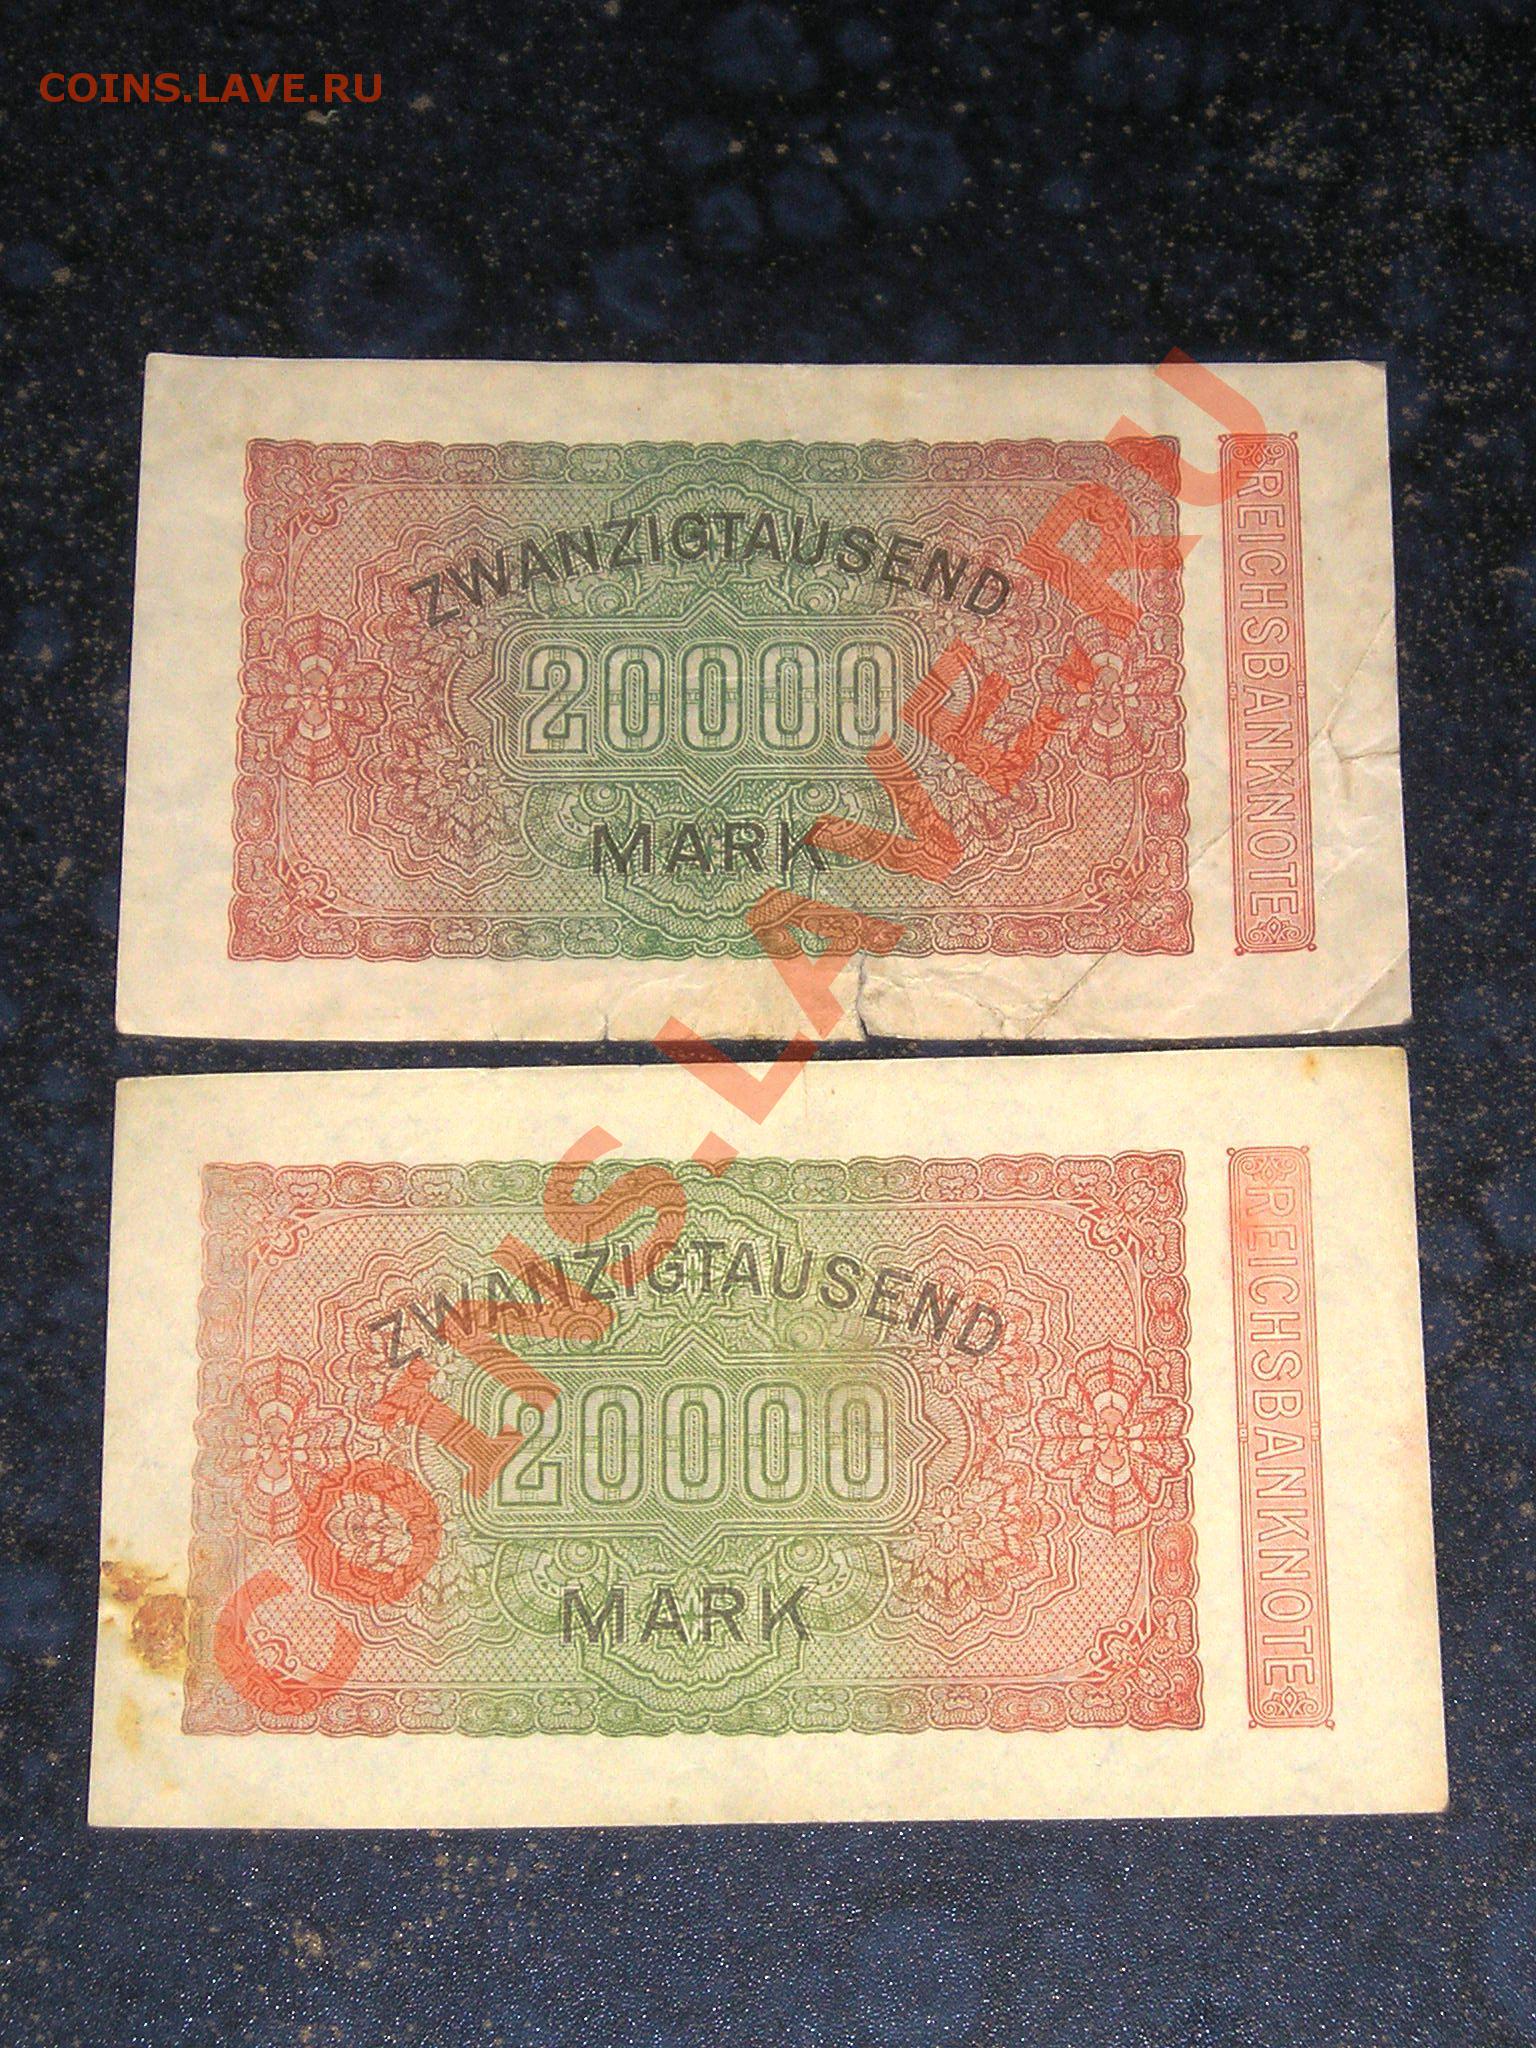 COINS.LAVE.RU
ZWANZIGTAUSEND
20000
MARK
REICHSBANKNOTE
ZWANZIGTAUSEND
20000
MARK
REICHSBANKNOTE
COINS.LAVE.RU